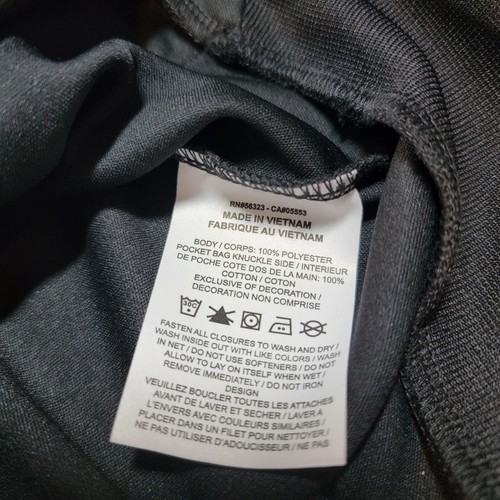 RN#56323 - CA#05553
MADE IN VIETNAM
FABRIQUE AU VIETNAM
BODY / CORPS: 100% POLYESTER
POCKET BAG KNUCKLE SIDE / INTERIEUR
DE POCHE COTE DOS DE LA MAIN: 100%
COTTON / COTON
EXCLUSIVE OF DECORATION /
DECORATION NON COMPRISE
30C
FASTEN ALL CLOSURES TO WASH AND DRY /
WASH INSIDE OUT WITH LIKE COLORS / WASH
IN NET / DO NOT USE SOFTENERS / DO NOT
ALLOW TO LAY ON ITSELF WHEN WET /
REMOVE IMMEDIATELY / DO NOT IRON
DESIGN
VEUILLEZ BOUCLER TOUTES LES ATTACHES
AVANT DE LAVER ET SECHER / LAVER A
L'ENVERS AVEC COULEURS SIMILAIRES /
PLACER DANS UN FILET POUR NETTOYER /
NE PAS UTILISER D'ADOUCISSEUR / NE PAS